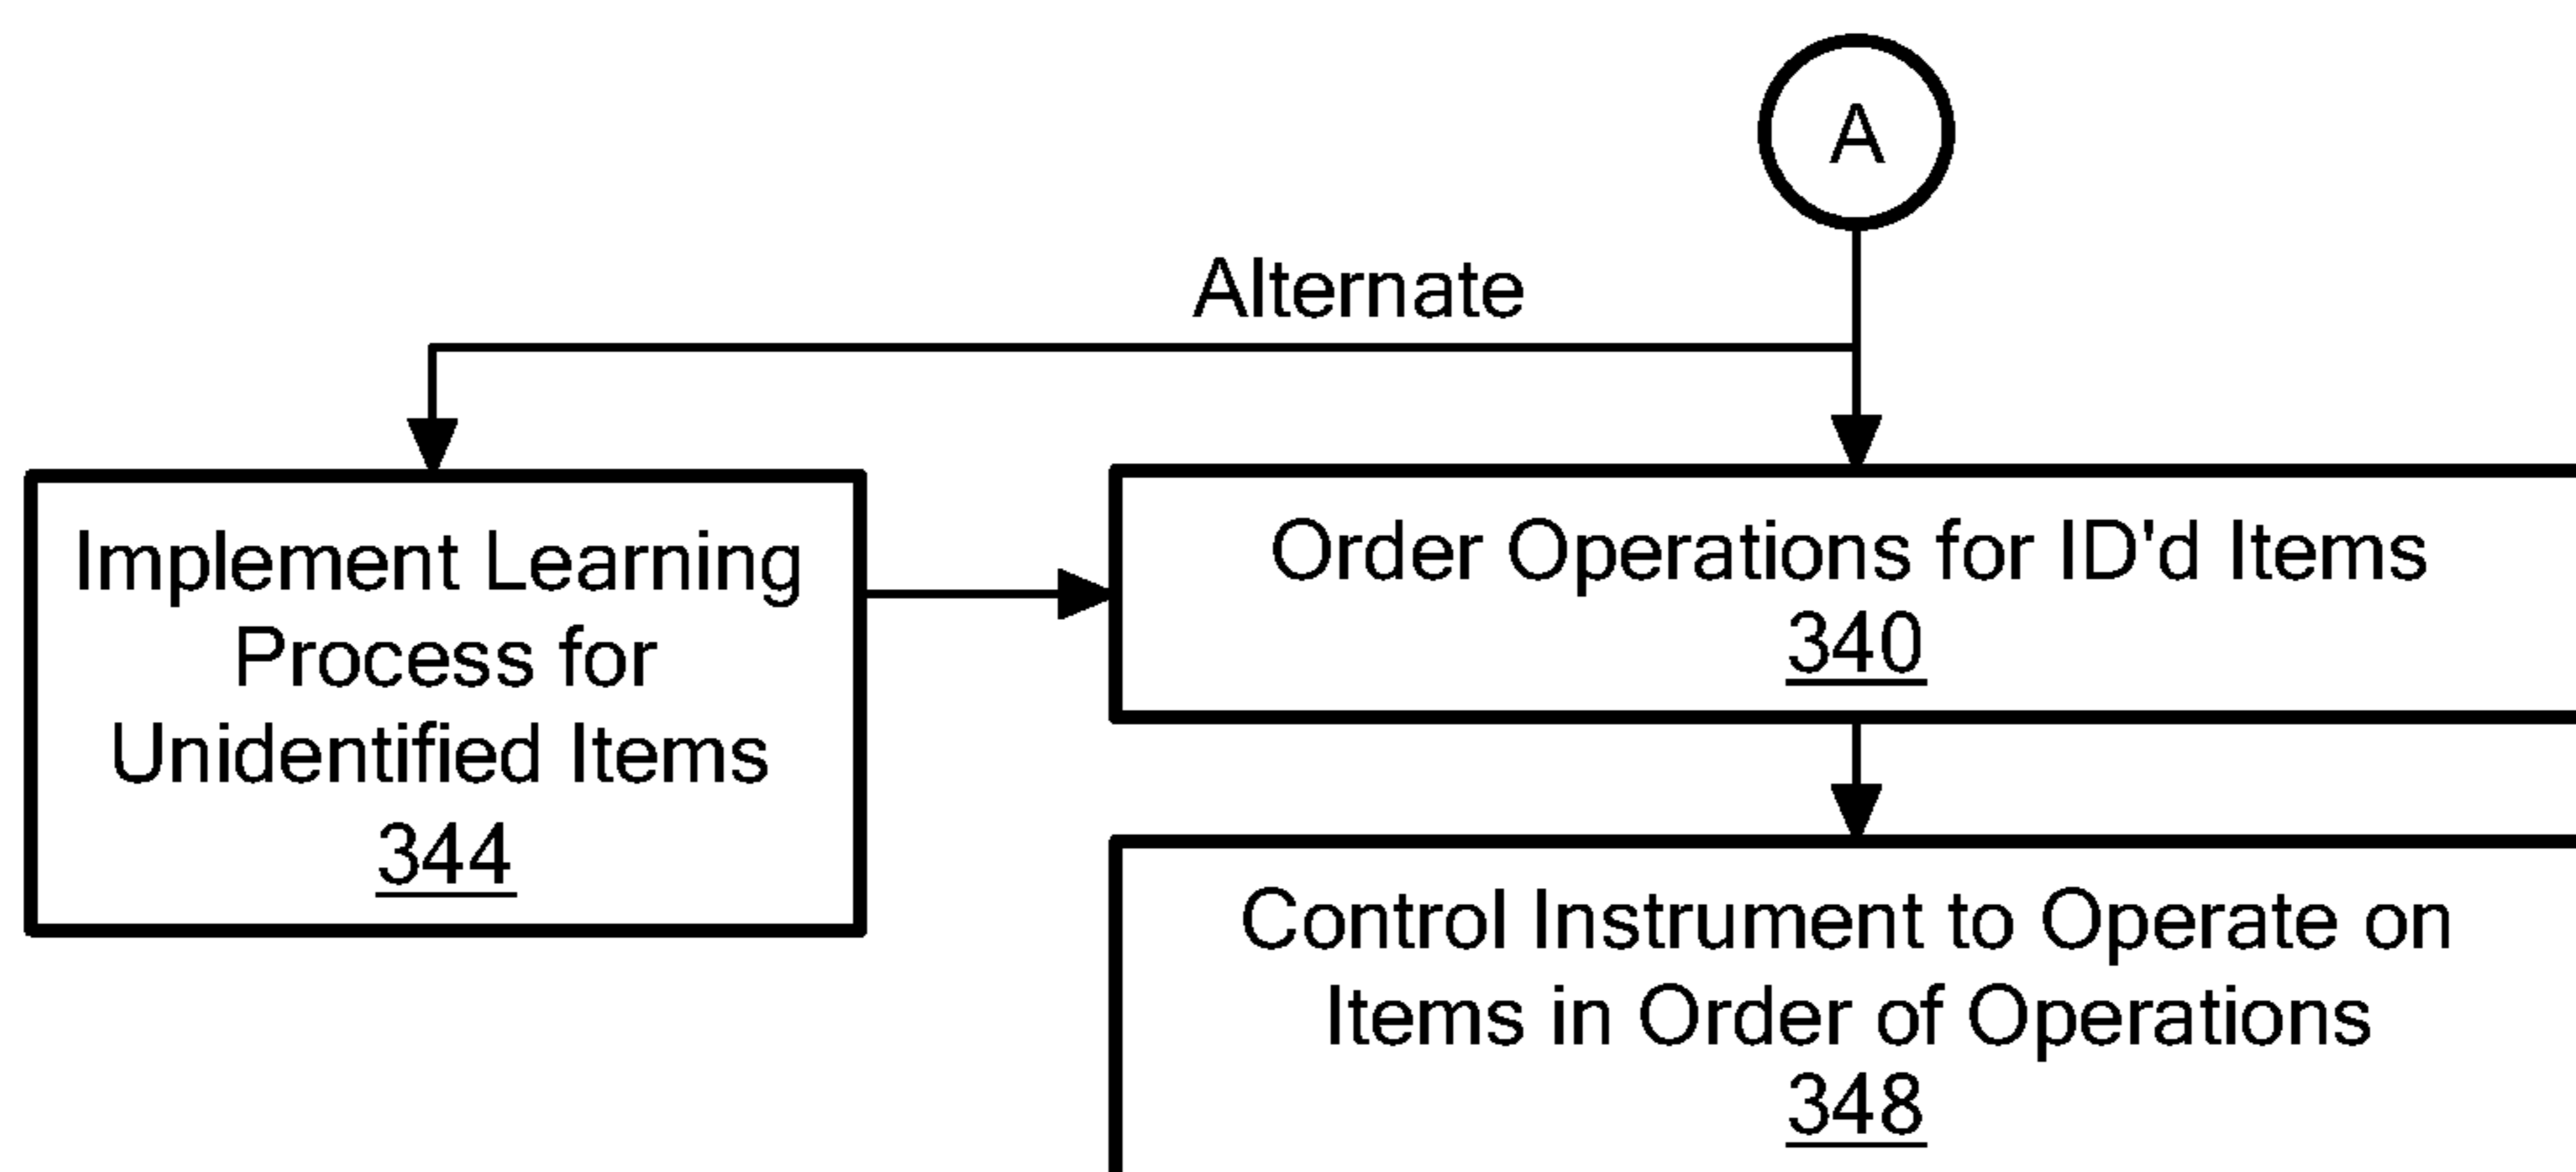 A
Alternate
Implement Learning
Process for
Unidentified Items
344
Order Operations for ID'd Items
340
Control Instrument to Operate on
Items in Order of Operations
348